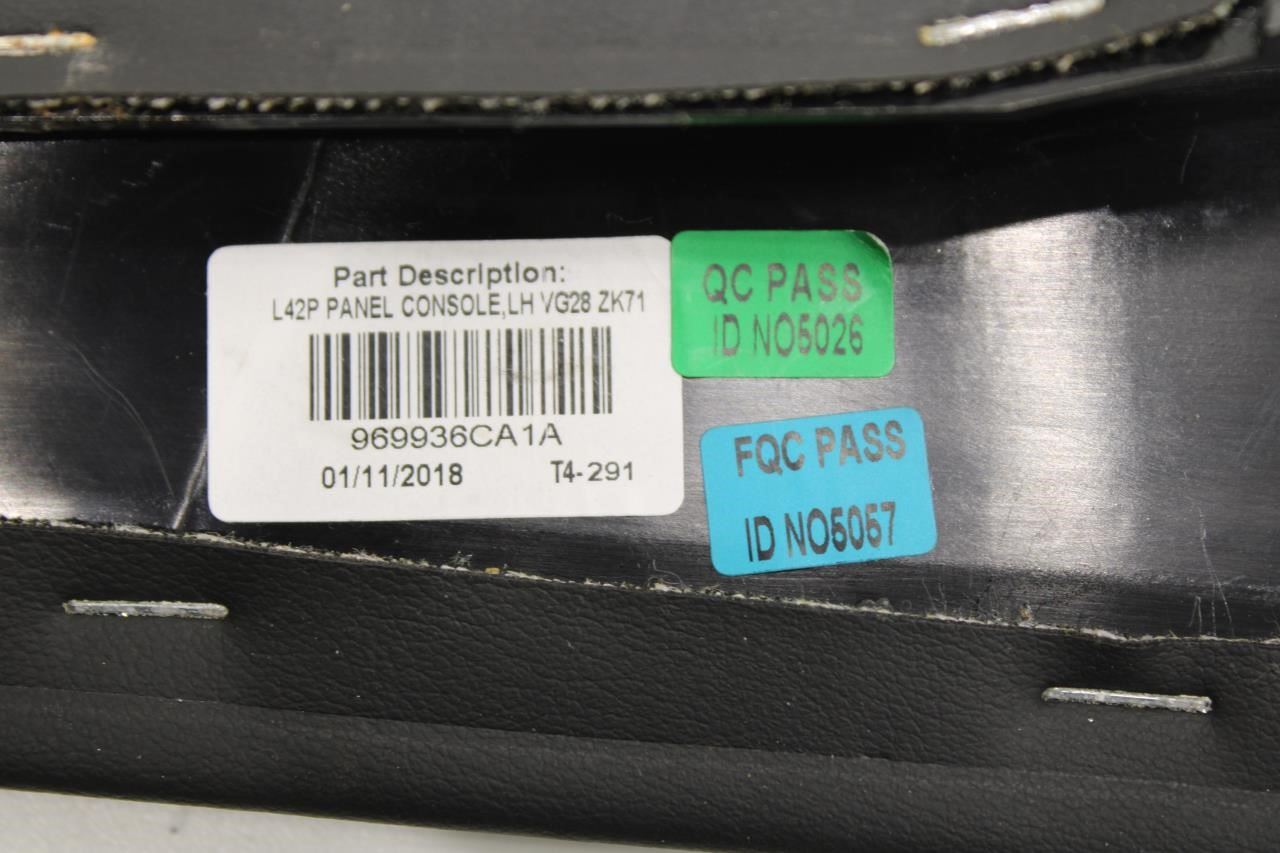 Part Description:
L42P PANEL CONSOLE,LH VG28 ZK71
969936CA1A
01/11/2018 T4-291
QC PASS
ID NO5026
FQC PASS
ID NO5057